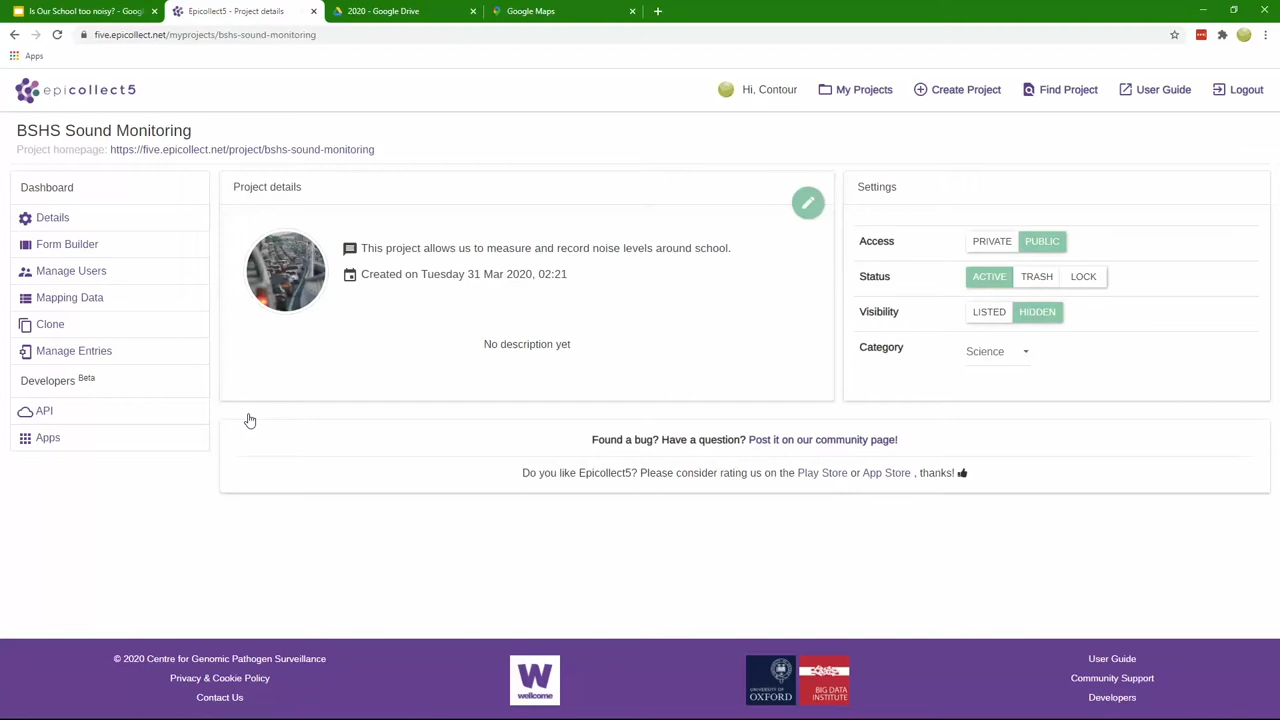 Is Our School too noisy? - Goog
Epicollect5 - Project details
2020 - Google Drive
Google Maps
five.epicollect.net/myprojects/bshs-sound-monitoring
Apps
epicollect5
Hi, Contour
My Projects
Create Project
Find Project
User Guide
Logout
BSHS Sound Monitoring
Project homepage: https://five.epicollect.net/project/bshs-sound-monitoring
Dashboard
Details
Form Builder
Manage Users
Mapping Data
Clone
Manage Entries
Developers Beta
API
Apps
Project details
This project allows us to measure and record noise levels around school.
Created on Tuesday 31 Mar 2020, 02:21
No description yet
Settings
Access PRIVATE PUBLIC
Status ACTIVE TRASH LOCK
Visibility LISTED HIDDEN
Category Science
Found a bug? Have a question? Post it on our community page!
Do you like Epicollect5? Please consider rating us on the Play Store or App Store , thanks!
© 2020 Centre for Genomic Pathogen Surveillance
Privacy & Cookie Policy
Contact Us
W
wellcome
UNIVERSITY OF
OXFORD
BIG DATA
INSTITUTE
User Guide
Community Support
Developers